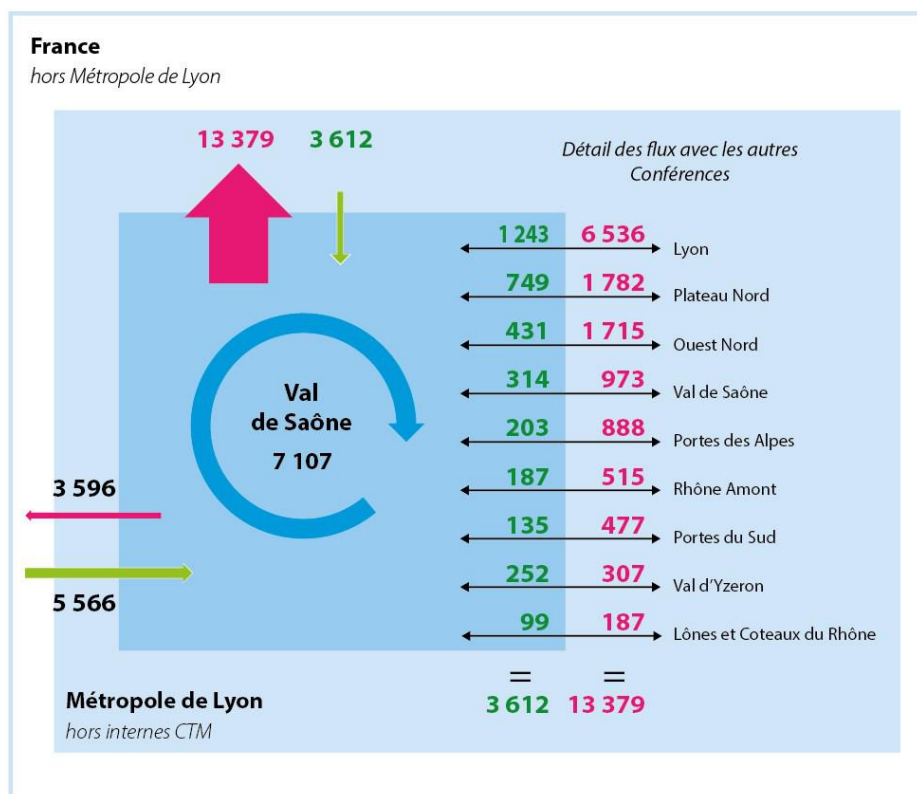 France
hors Métropole de Lyon
13 379 3 612
Détail des flux avec les autres
Conférences
1 243 6 536 Lyon
749 1 782 Plateau Nord
431 1 715 Ouest Nord
314 973 Val de Saône
203 888 Portes des Alpes
187 515 Rhône Amont
135 477 Portes du Sud
252 307 Val d'Yzeron
99 187 Lônes et Coteaux du Rhône
= =
3 612 13 379
Val
de Saône
7 107
3 596
5 566
Métropole de Lyon
hors internes CTM